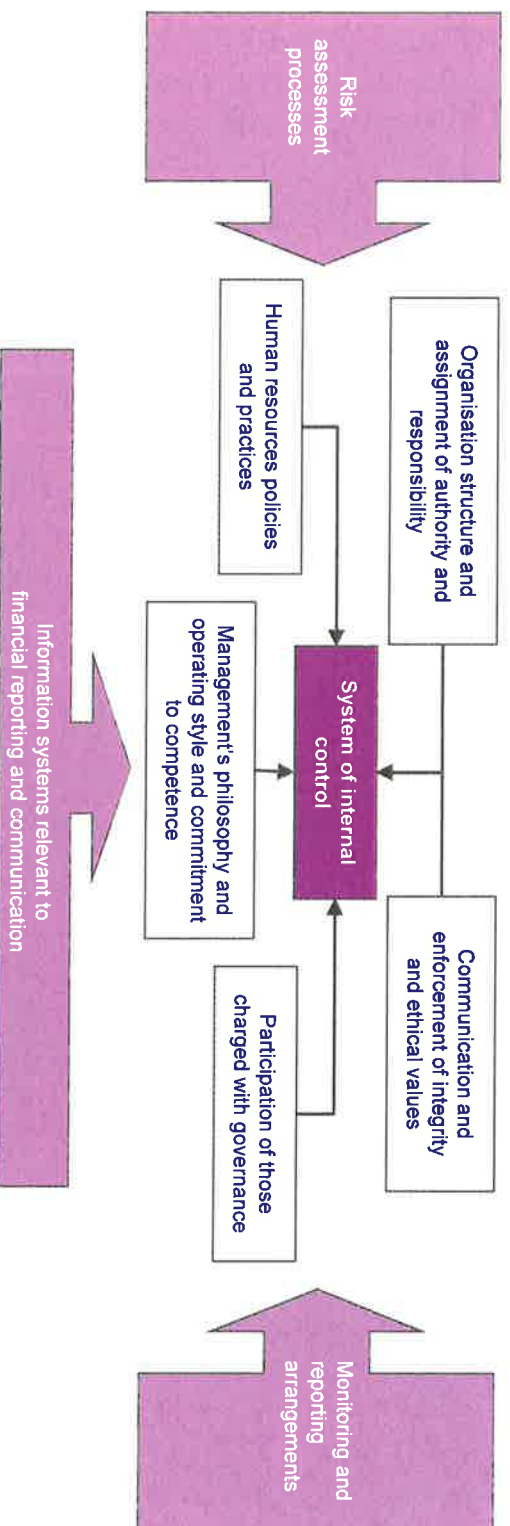 Risk
assessment
processes
Organisation structure and
assignment of authority and
responsibility
Communication and
enforcement of integrity
and ethical values
System of internal
control
Human resources policies
and practices
Management's philosophy and
operating style and commitment
to competence
Participation of those
charged with governance
Monitoring and
reporting
arrangements
Information systems relevant to
financial reporting and communication